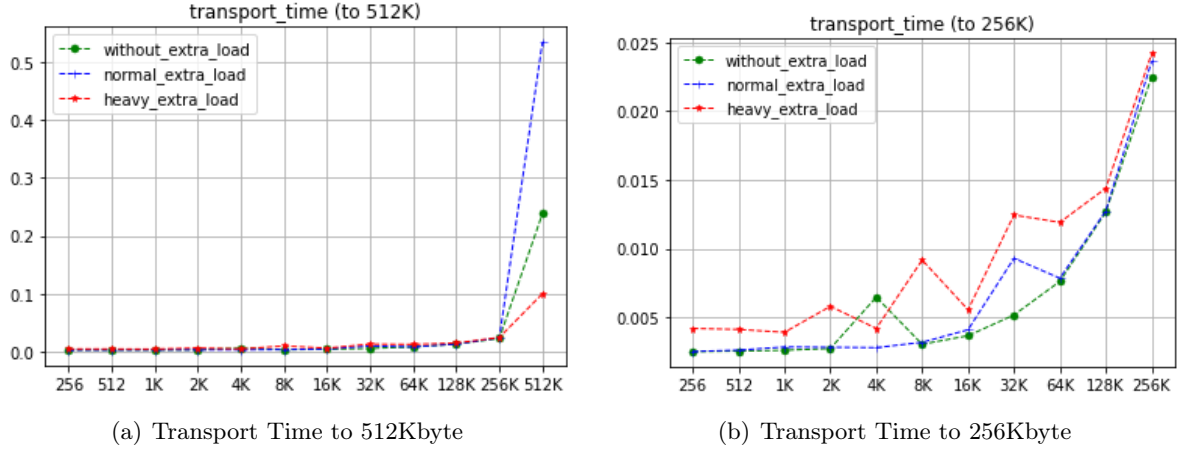 transport_time (to 512K)
without_extra_load
normal_extra_load
heavy_extra_load
0.5
0.4
0.3
0.2
0.1
0.0
256 512 1K 2K 4K 8K 16K 32K 64K 128K 256K 512K
(a) Transport Time to 512Kbyte
transport_time (to 256K)
without_extra_load
normal_extra_load
heavy_extra_load
0.025
0.020
0.015
0.010
0.005
256 512 1K 2K 4K 8K 16K 32K 64K 128K 256K
(b) Transport Time to 256Kbyte